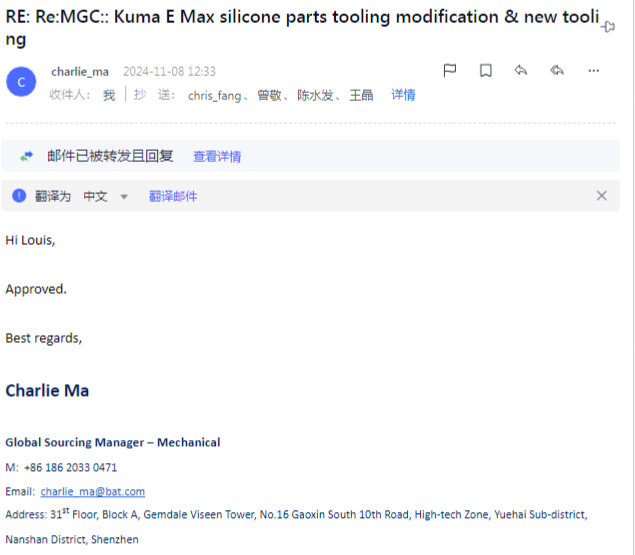 RE: Re:MGC:: Kuma E Max silicone parts tooling modification & new tooli
ng
C
charlie_ma 2024-11-08 12:33
收件人： 我 | 抄 送： chris_fang、 曾敬、 陈水发、 王晶 详情
邮件已被转发且回复 查看详情
! 翻译为 中文 翻译邮件
Hi Louis,
Approved.
Best regards,
Charlie Ma
Global Sourcing Manager – Mechanical
M: +86 186 2033 0471
Email: charlie_ma@bat.com
Address: 31st Floor, Block A, Gemdale Viseen Tower, No.16 Gaoxin South 10th Road, High-tech Zone, Yuehai Sub-district,
Nanshan District, Shenzhen